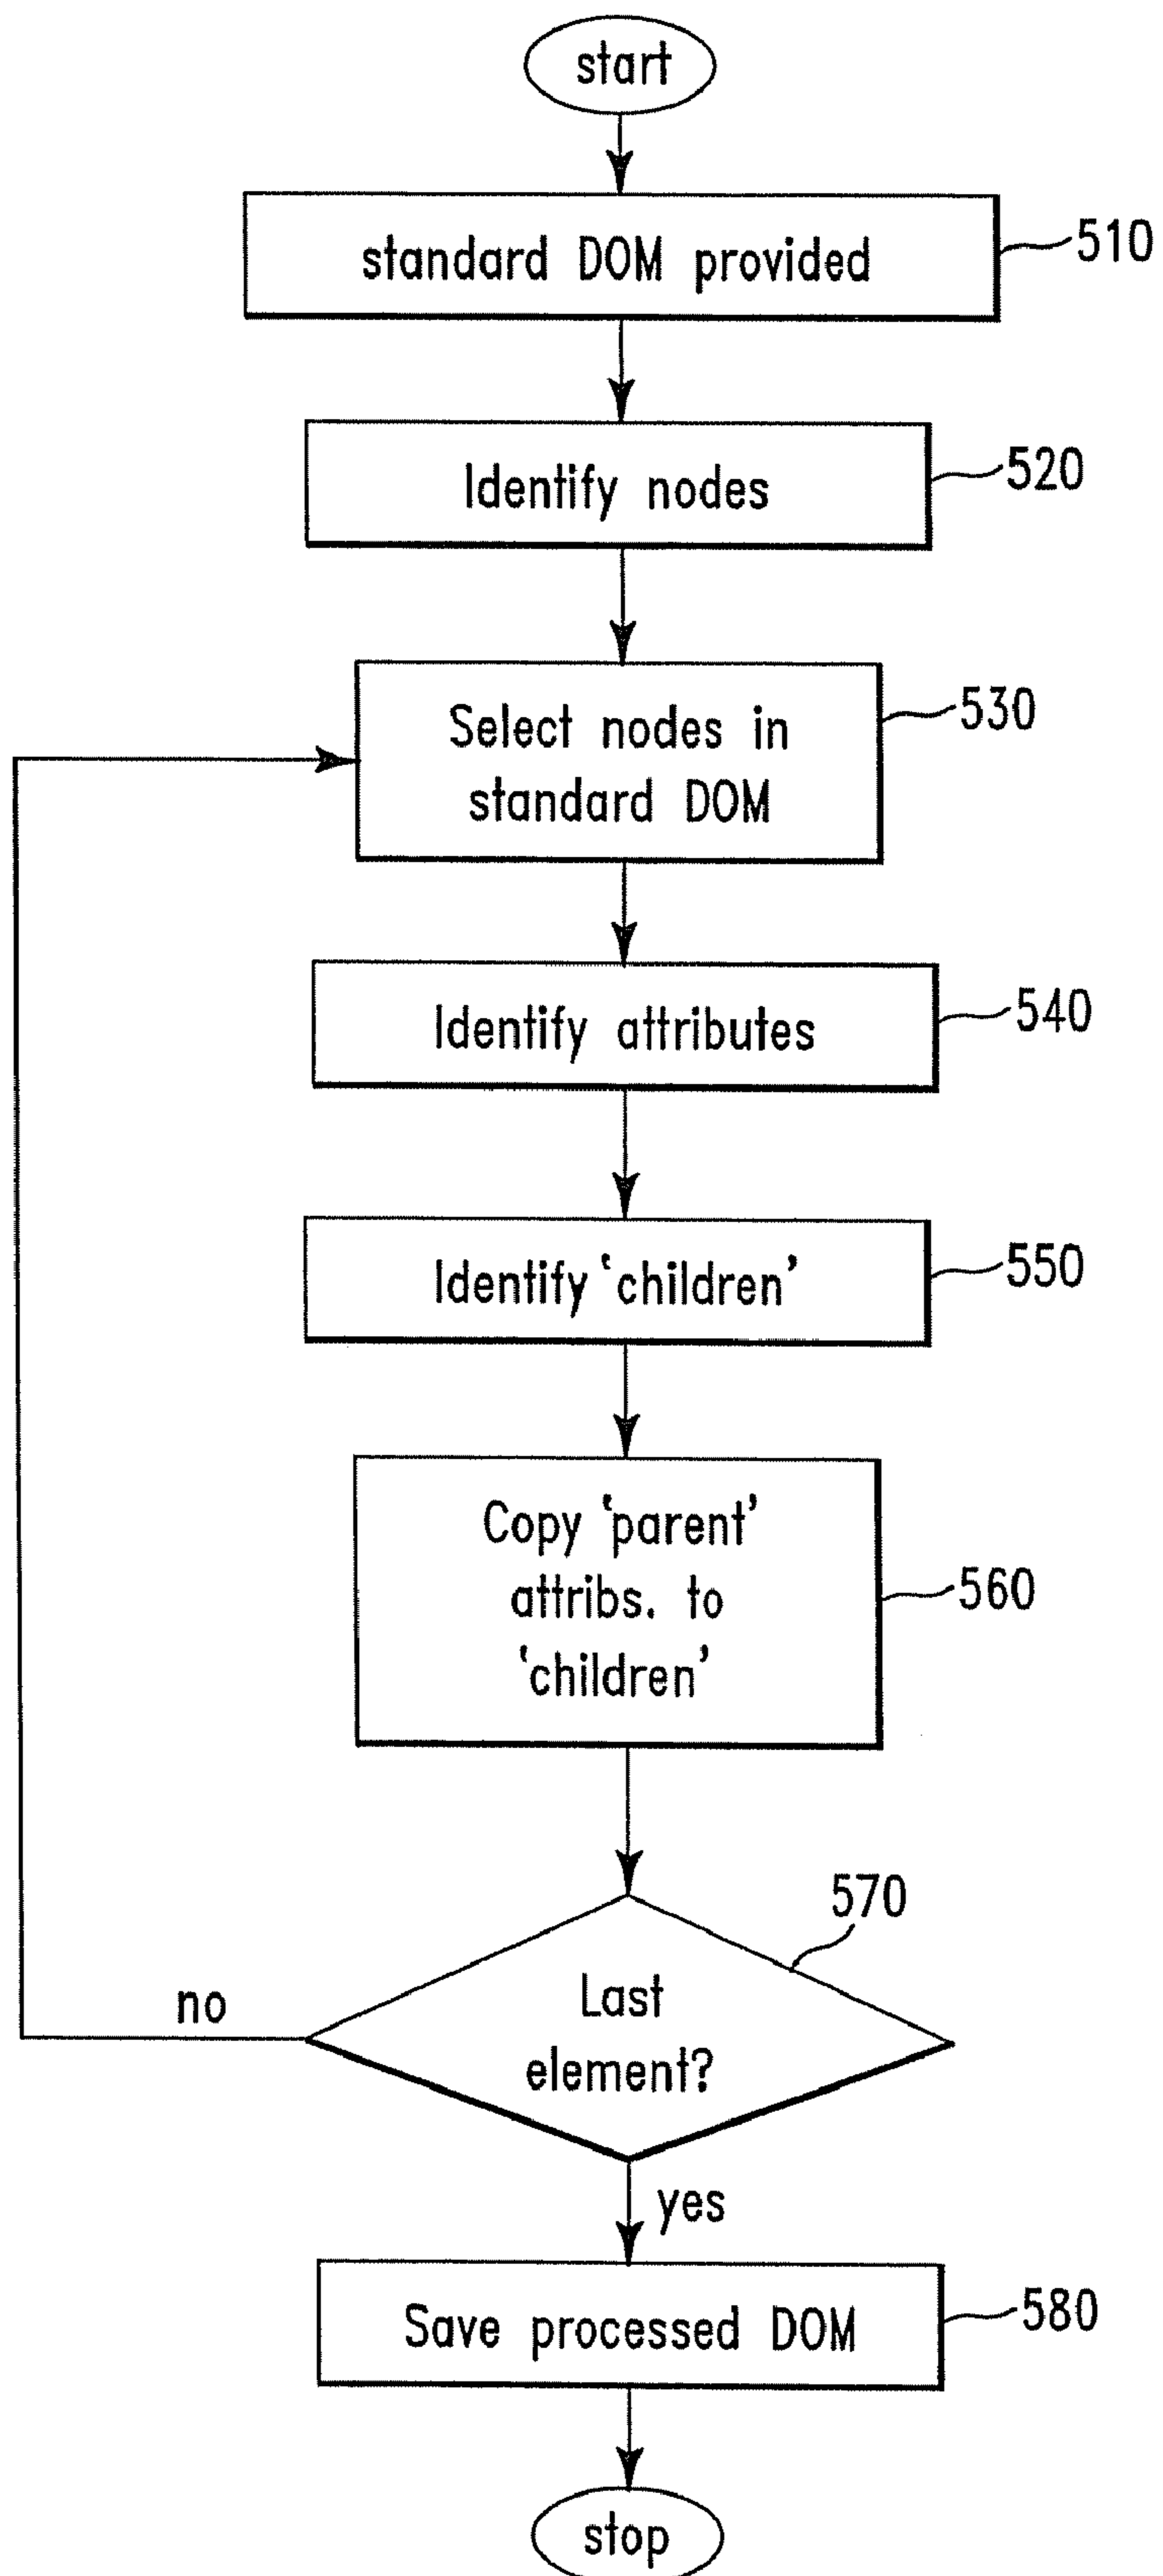 start
standard DOM provided
510
Identify nodes
520
Select nodes in
standard DOM
530
Identify attributes
540
Identify ‘children’
550
Copy ‘parent’
attribs. to
‘children’
560
570
Last
element?
no
yes
Save processed DOM
580
stop